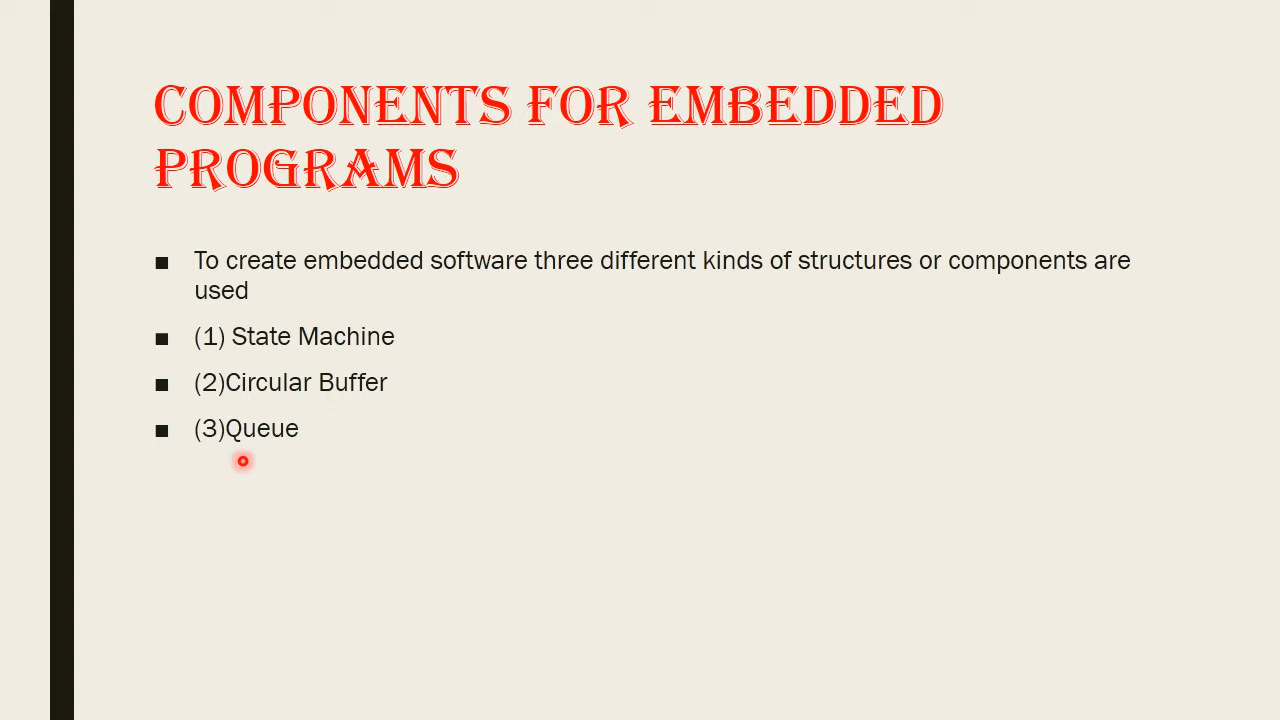 COMPONENTS FOR EMBEDDED
PROGRAMS
■ To create embedded software three different kinds of structures or components are
used
■ (1) State Machine
■ (2)Circular Buffer
■ (3)Queue